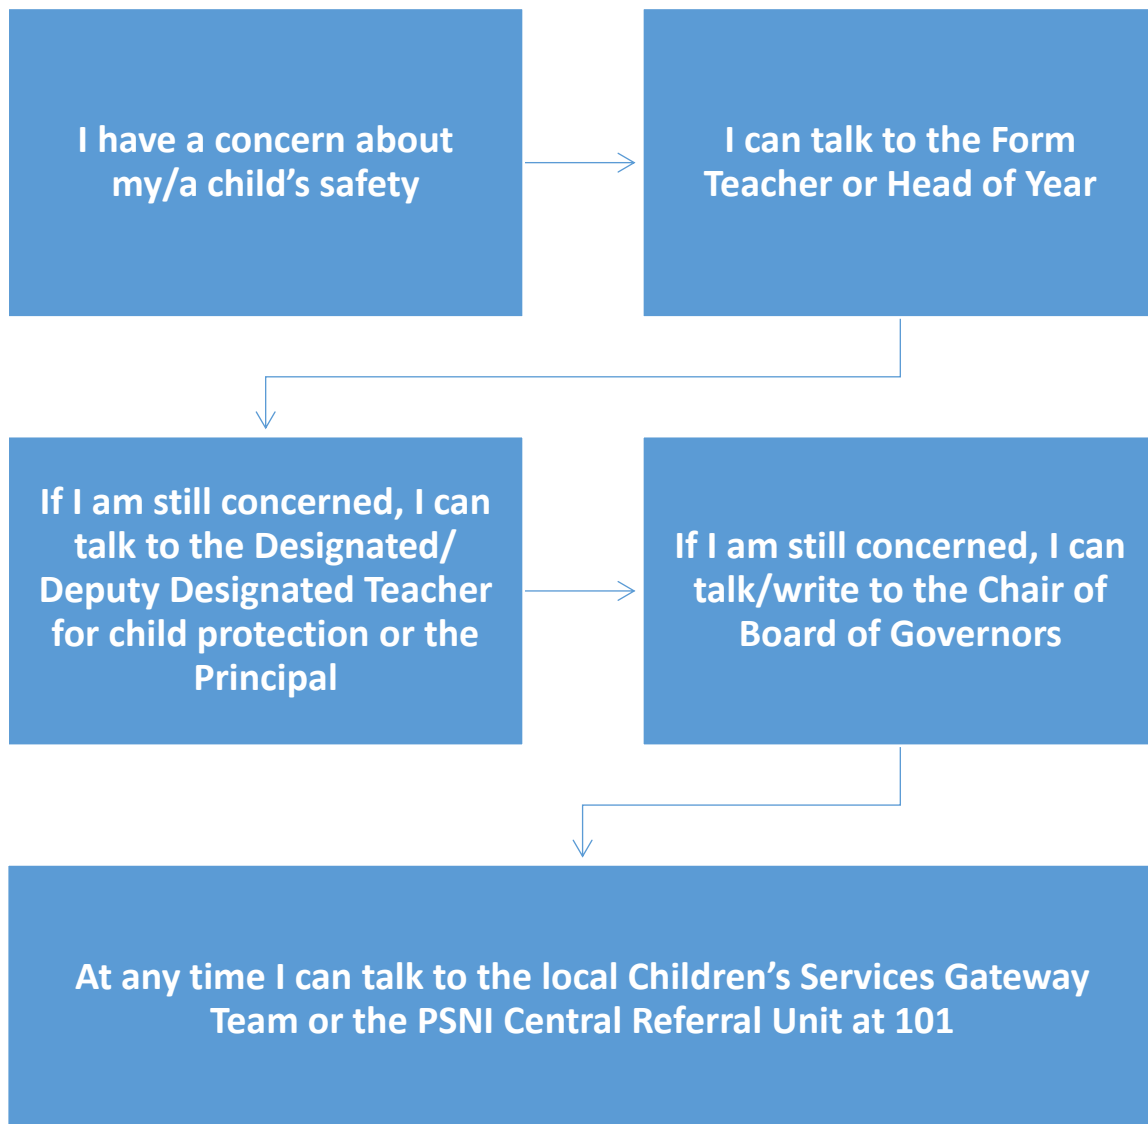 I have a concern about
my/a child’s safety
I can talk to the Form
Teacher or Head of Year
If I am still concerned, I can
talk to the Designated/
Deputy Designated Teacher
for child protection or the
Principal
If I am still concerned, I can
talk/write to the Chair of
Board of Governors
At any time I can talk to the local Children’s Services Gateway
Team or the PSNI Central Referral Unit at 101